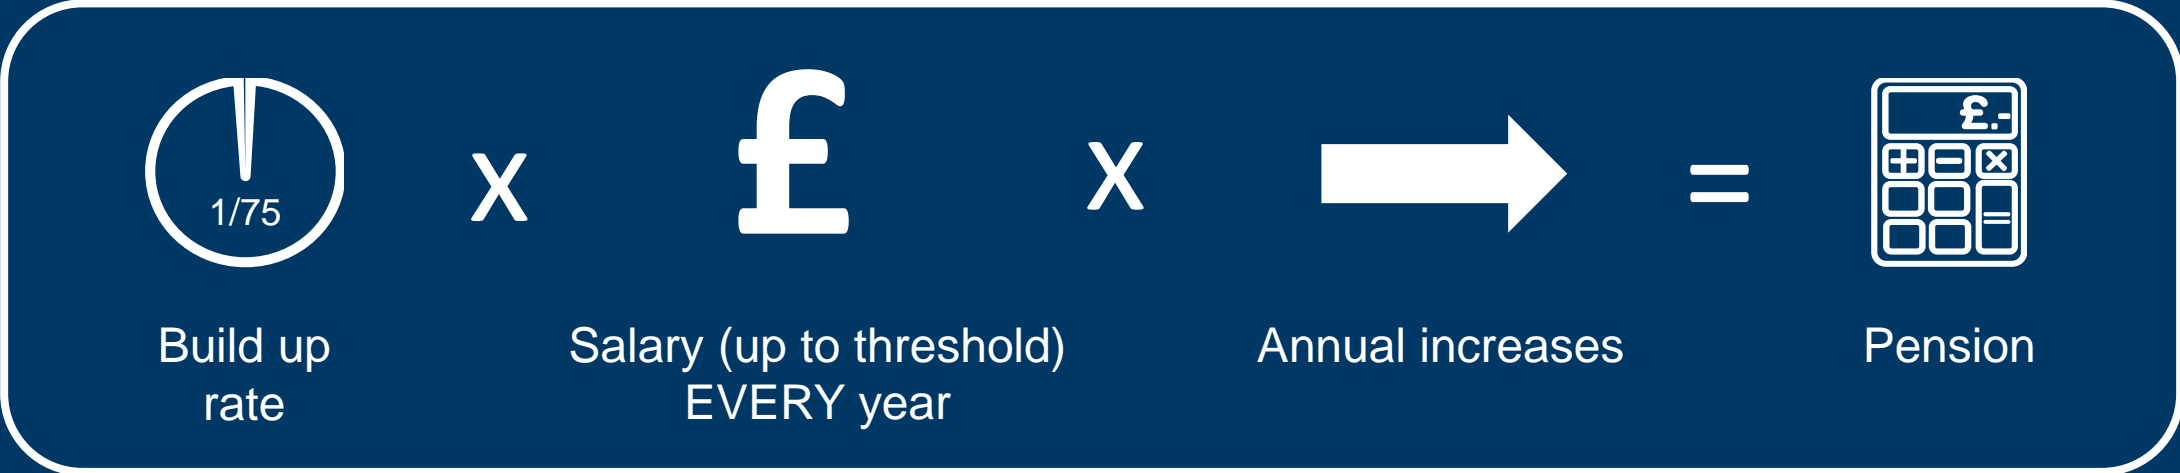 1/75
x
£
x
=
£.-
+ - x
=
Build up
rate
Salary (up to threshold)
EVERY year
Annual increases
Pension